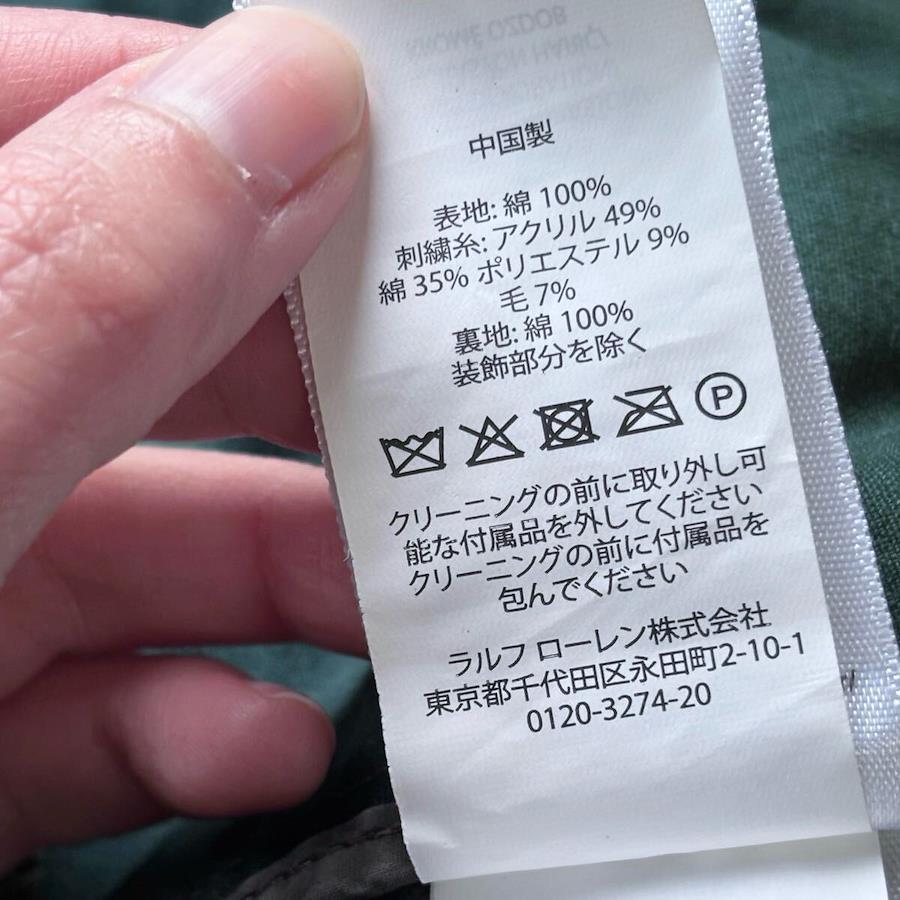 中国製
表地: 綿 100%
刺繍糸: アクリル 49%
綿 35% ポリエステル 9%
毛 7%
裏地: 綿 100%
装飾部分を除く
P
クリーニングの前に取り外し可
能な付属品を外してください
クリーニングの前に付属品を
包んでください
ラルフ ローレン株式会社
東京都千代田区永田町2-10-1
0120-3274-20